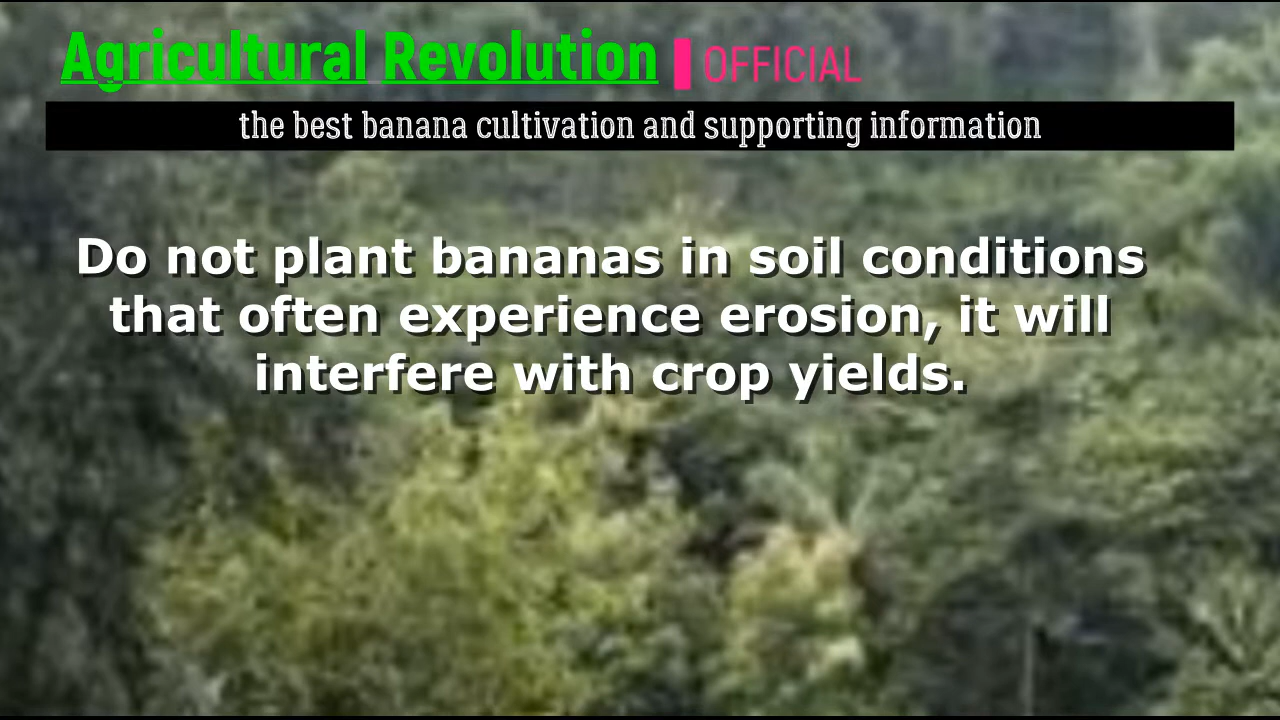 Agricultural Revolution OFFICIAL
the best banana cultivation and supporting information
Do not plant bananas in soil conditions
that often experience erosion, it will
interfere with crop yields.